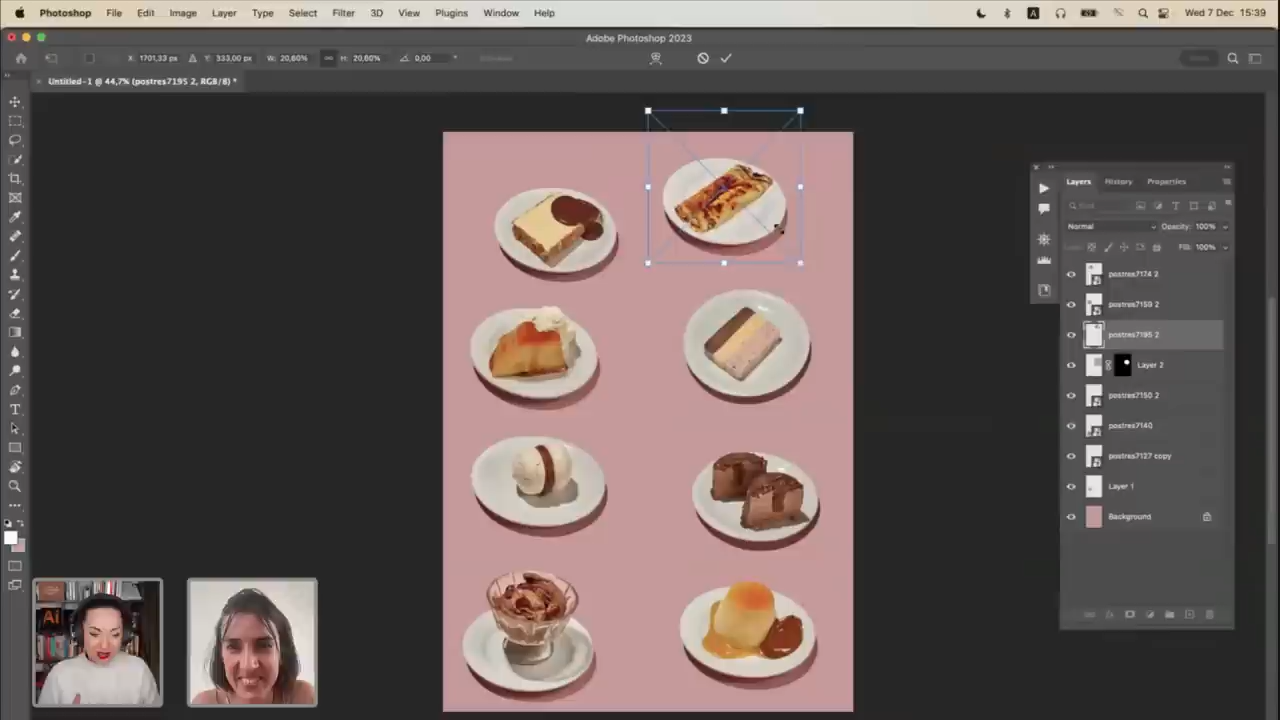 Photoshop File Edit Image Layer Type Select Filter 3D View Plugins Window Help A Wed 7 Dec 15:39
Adobe Photoshop 2023
X: 1701,33 px Y: 333,00 px W: 20,60% H: 20,60% 0,00
Untitled-1 @ 44,7% (postres7195 2, RGB/8) *
Layers History Properties
Normal Opacity: 100%
Fill: 100%
postres7174 2
postres7159 2
postres7195 2
Layer 2
postres7150 2
postres7140
postres7127 copy
Layer 1
Background
Ai